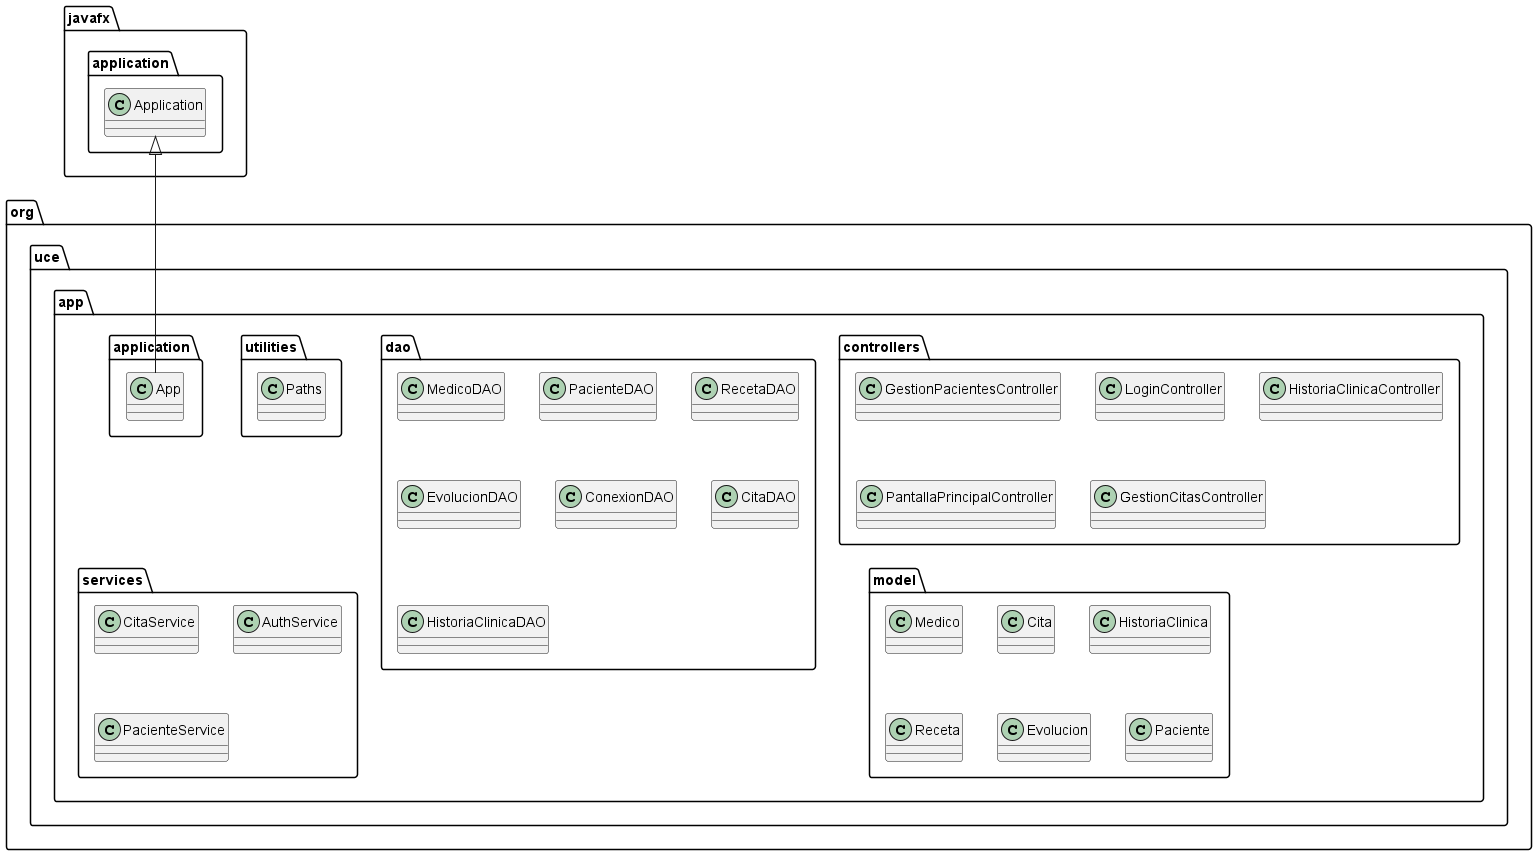 javafx
application
C Application
org
uce
app
application
C App
utilities
C Paths
dao
C MedicoDAO
C PacienteDAO
C RecetaDAO
C EvolucionDAO
C ConexionDAO
C CitaDAO
C HistoriaClinicaDAO
controllers
C GestionPacientesController
C LoginController
C HistoriaClinicaController
C PantallaPrincipalController
C GestionCitasController
services
C CitaService
C AuthService
C PacienteService
model
C Medico
C Cita
C HistoriaClinica
C Receta
C Evolucion
C Paciente